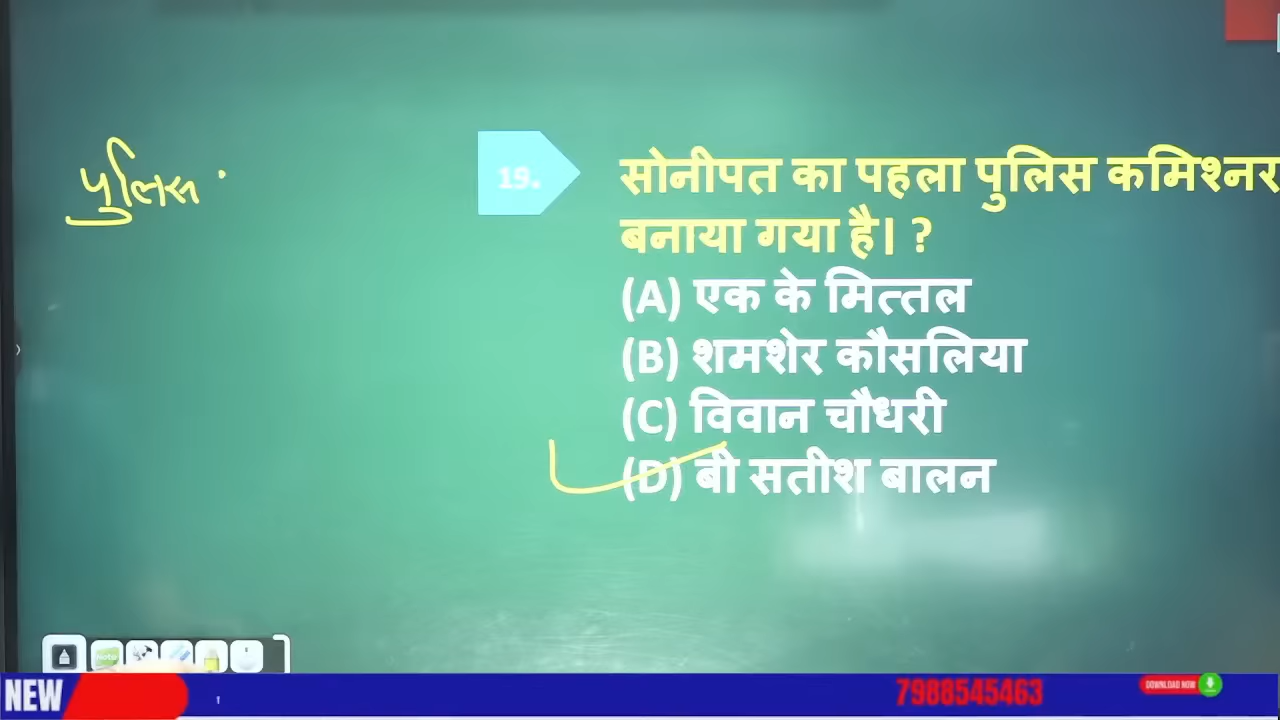 पुलिस
19.
सोनीपत का पहला पुलिस कमिश्नर
बनाया गया है। ?
(A) एक के मित्तल
(B) शमशेर कौसलिया
(C) विवान चौधरी
(D) बी सतीश बालन
NEW
7988545463
DOWNLOAD NOW